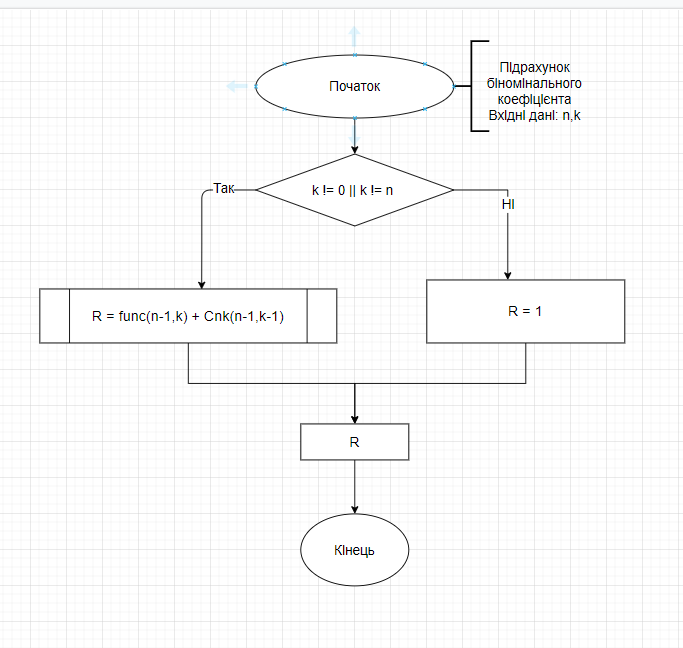 Початок
Підрахунок
біномінального
коефіцієнта
Вхідні дані: n,k
k != 0 || k != n
Так
НІ
R = func(n-1,k) + Cnk(n-1,k-1)
R = 1
R
Кінець